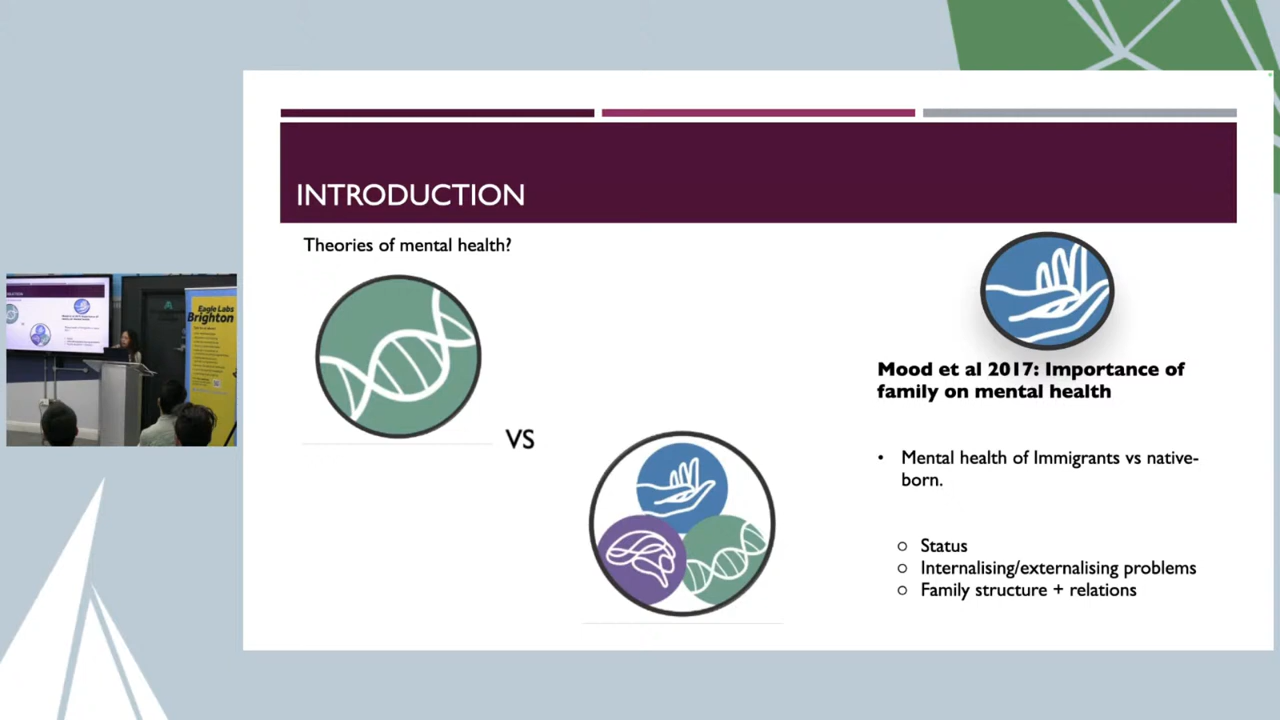 INTRODUCTION
Theories of mental health?
VS
Mood et al 2017: Importance of
family on mental health
• Mental health of Immigrants vs native-
born.
○ Status
○ Internalising/externalising problems
○ Family structure + relations
Eagle Labs
Brighton